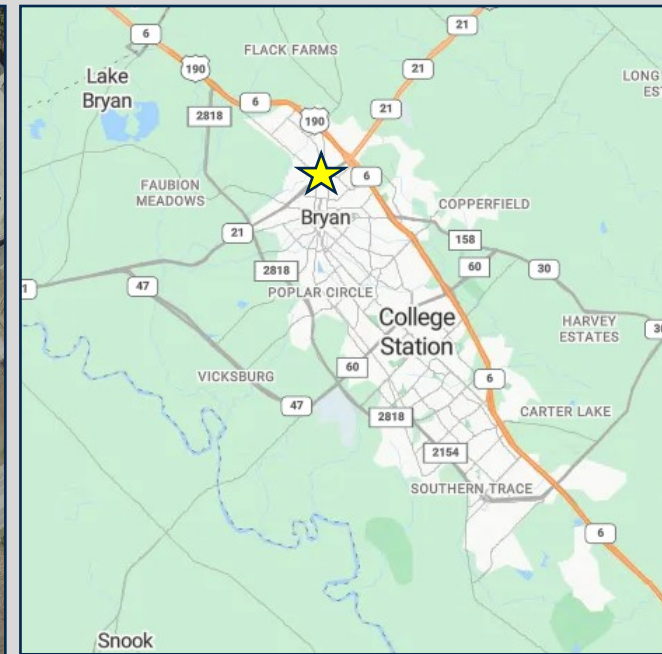 21
6
FLACK FARMS
190
21
Lake
Bryan
6
21
2818
190
6
FAUBION
MEADOWS
Bryan
COPPERFIELD
21
158
2818
60
30
47
POPLAR CIRCLE
College
Station
HARVEY
ESTATES
VICKSBURG
60
6
47
2818
CARTER LAKE
2154
SOUTHERN TRACE
6
Snook